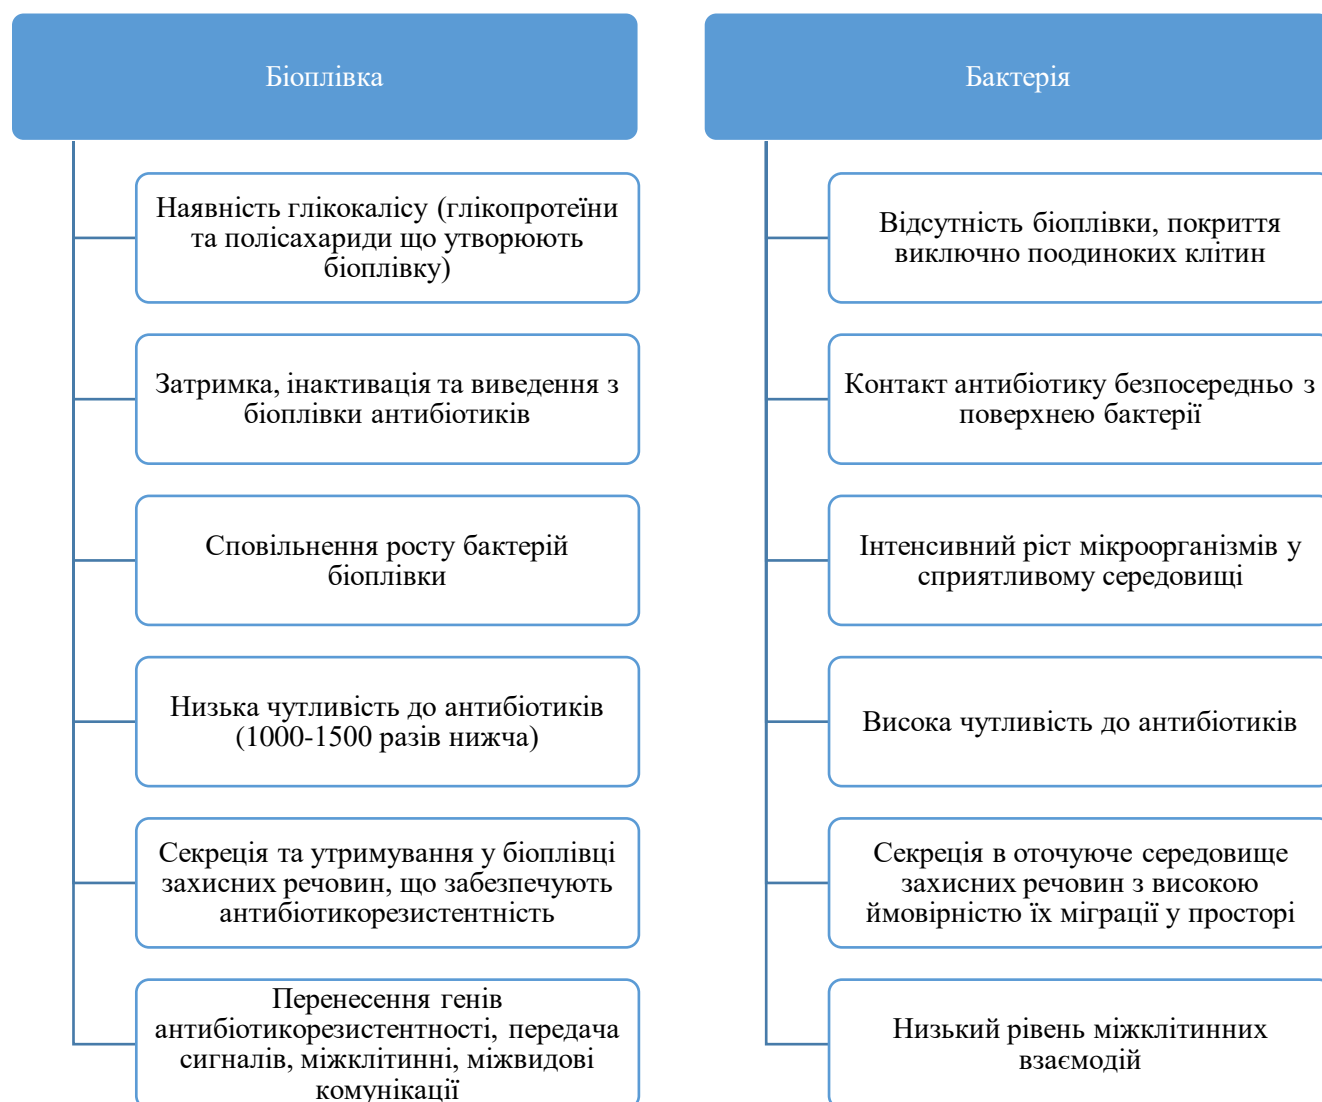 Біоплівка
Наявність глікокалісу (глікопротеїни
та полісахариди що утворюють
біоплівку)
Затримка, інактивація та виведення з
біоплівки антибіотиків
Сповільнення росту бактерій
біоплівки
Низька чутливість до антибіотиків
(1000-1500 разів нижча)
Секреція та утримування у біоплівці
захисних речовин, що забезпечують
антибіотикорезистентність
Перенесення генів
антибіотикорезистентності, передача
сигналів, міжклітинні, міжвидові
комунікації
Бактерія
Відсутність біоплівки, покриття
виключно поодиноких клітин
Контакт антибіотику безпосередньо з
поверхнею бактерії
Інтенсивний ріст мікроорганізмів у
сприятливому середовищі
Висока чутливість до антибіотиків
Секреція в оточуюче середовище
захисних речовин з високою
ймовірністю їх міграції у просторі
Низький рівень міжклітинних
взаємодій